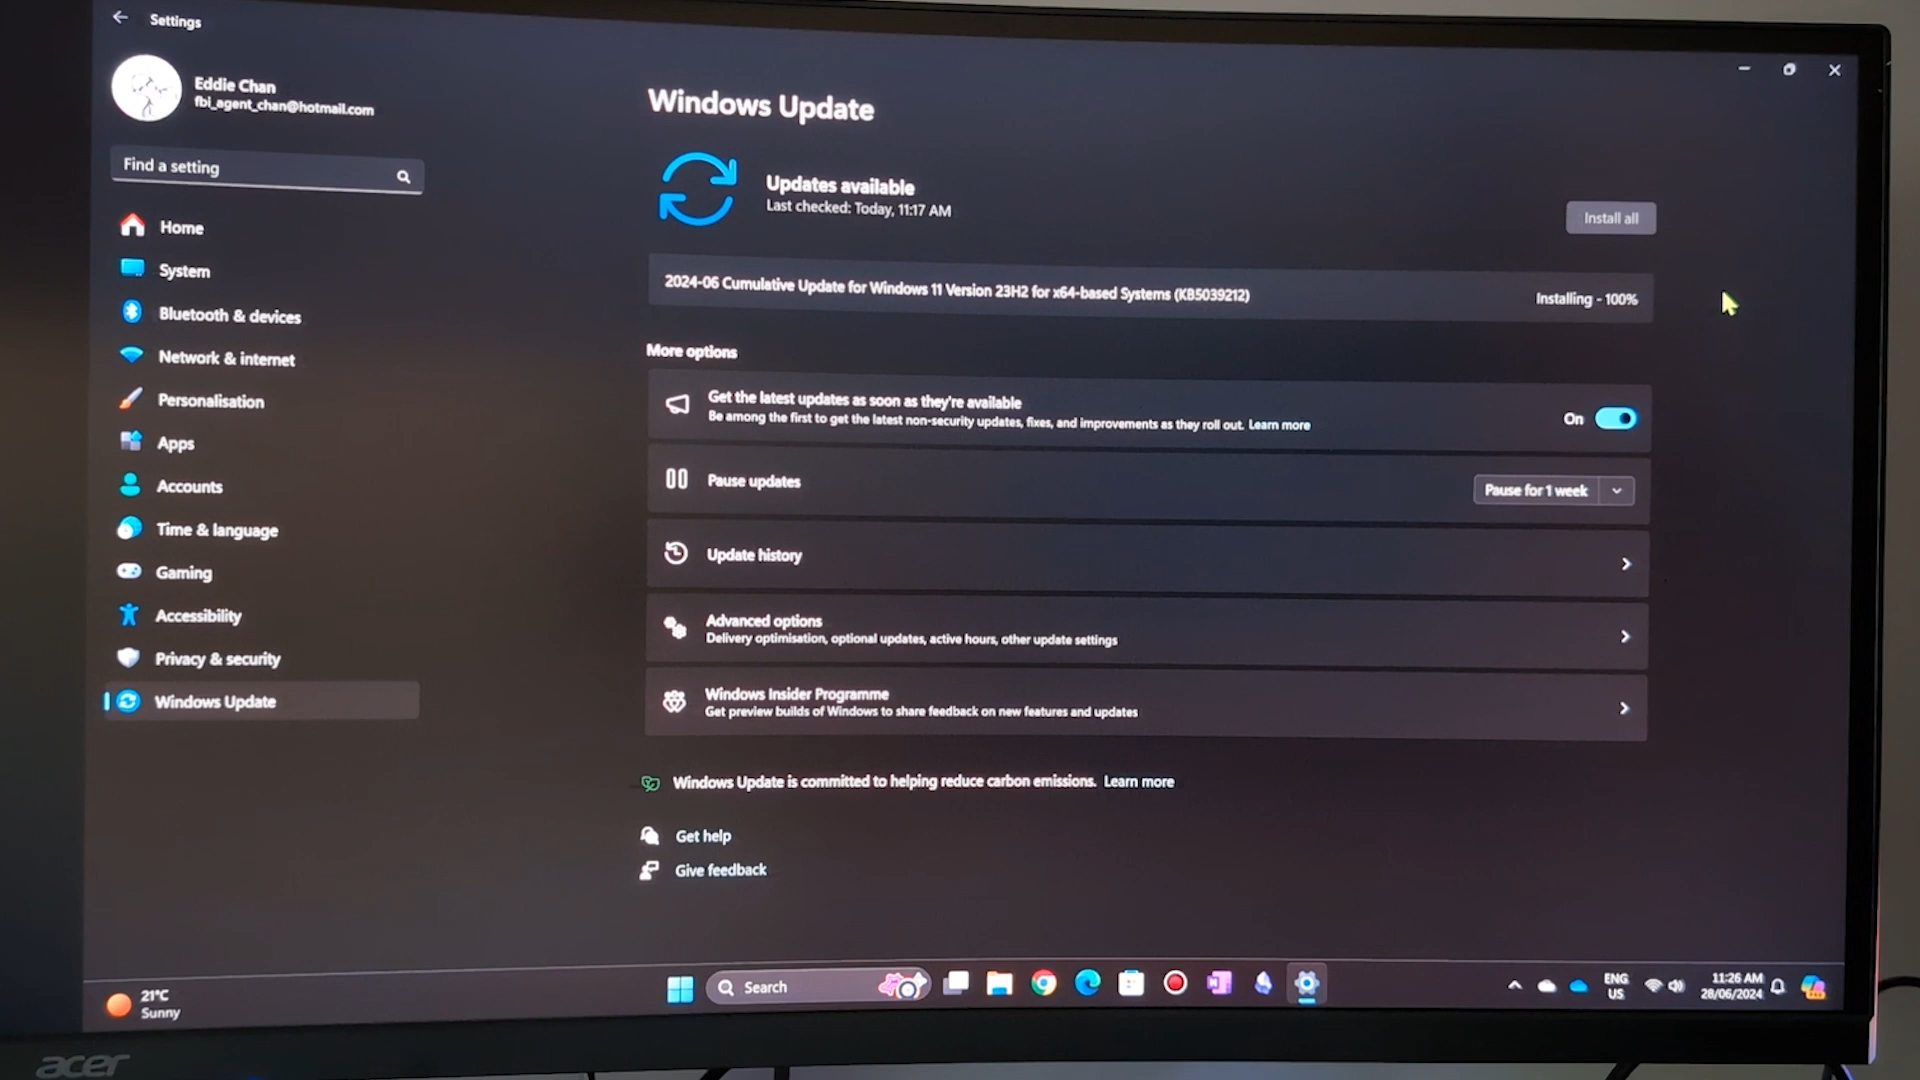 Settings
Eddie Chan
fbi_agent_chan@hotmail.com
Find a setting
Home
System
Bluetooth & devices
Network & internet
Personalisation
Apps
Accounts
Time & language
Gaming
Accessibility
Privacy & security
Windows Update
Windows Update
Updates available
Last checked: Today, 11:17 AM
Install all
2024-06 Cumulative Update for Windows 11 Version 23H2 for x64-based Systems (KB5039212)
Installing - 100%
More options
Get the latest updates as soon as they're available
Be among the first to get the latest non-security updates, fixes, and improvements as they roll out. Learn more
On
Pause updates
Pause for 1 week
Update history
Advanced options
Delivery optimisation, optional updates, active hours, other update settings
Windows Insider Programme
Get preview builds of Windows to share feedback on new features and updates
Windows Update is committed to helping reduce carbon emissions. Learn more
Get help
Give feedback
21°C
Sunny
Search
ENG
US
11:26 AM
28/06/2024
acer